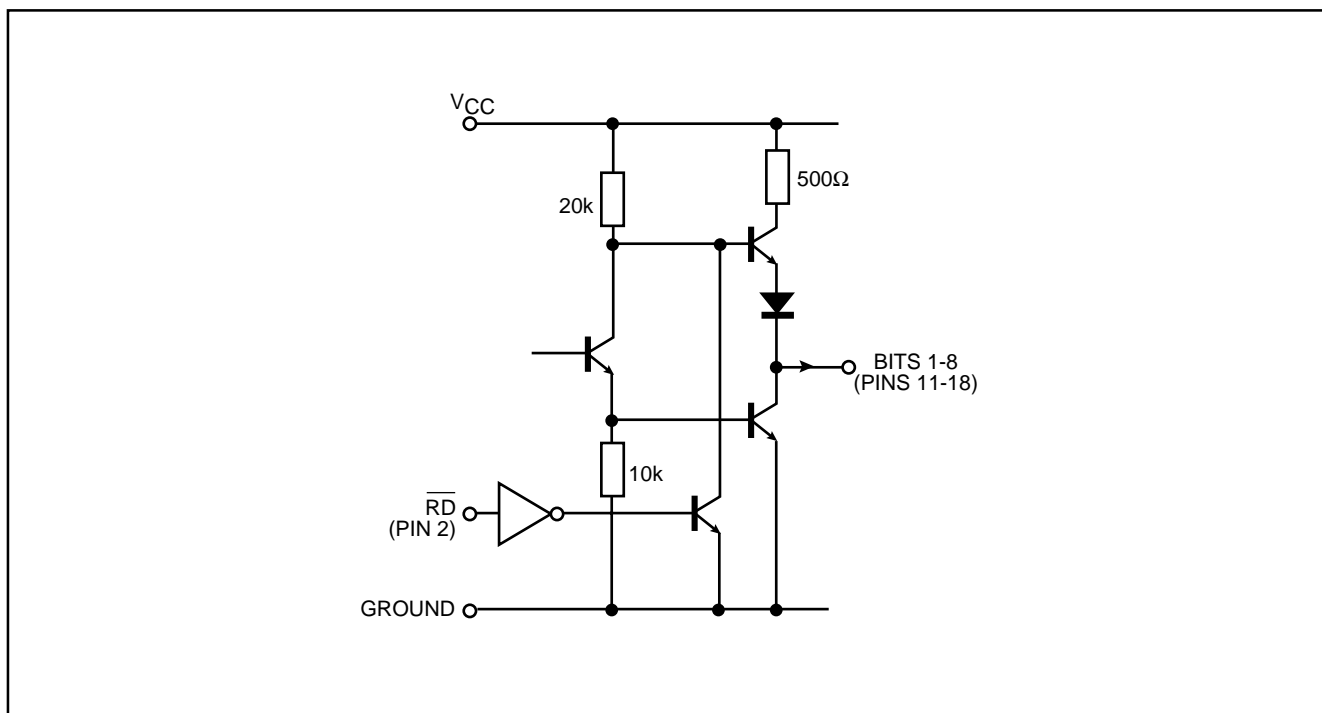 VCC
500Ω
20k
BITS 1-8
(PINS 11-18)
10k
RD
(PIN 2)
GROUND